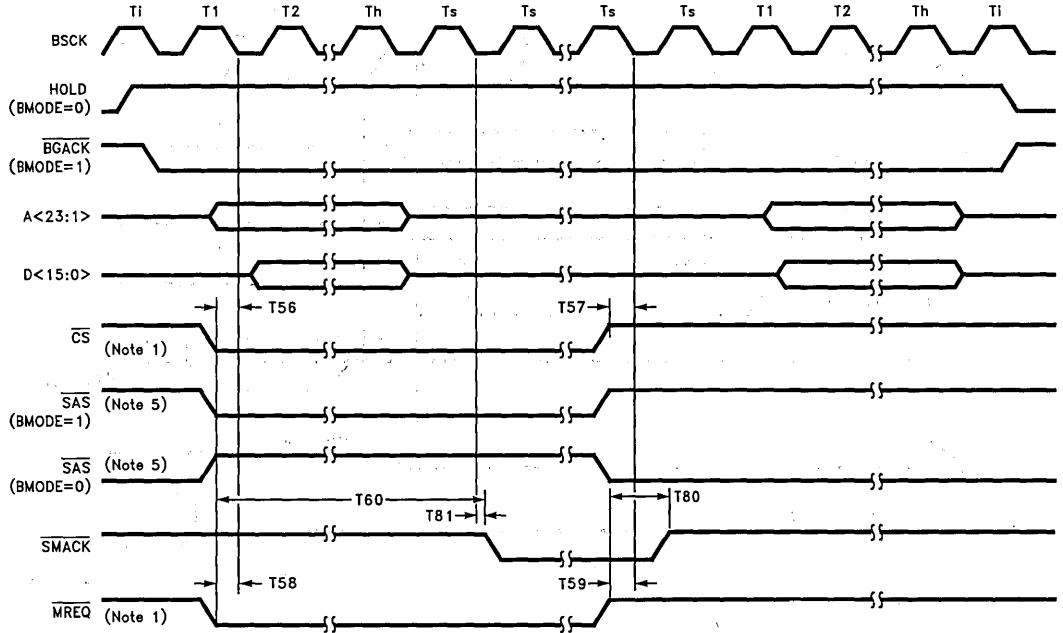 Ti T1 T2 Th Ts Ts Ts Ts T1 T2 Th Ti
BSCK
HOLD
(BMODE=0)
BGACK
(BMODE=1)
A<23:1>
D<15:0>
T56 T57
CS (Note 1)
SAS (Note 5)
(BMODE=1)
SAS (Note 5)
(BMODE=0)
T60 T80
T81
SMACK
T58 T59
MREQ (Note 1)